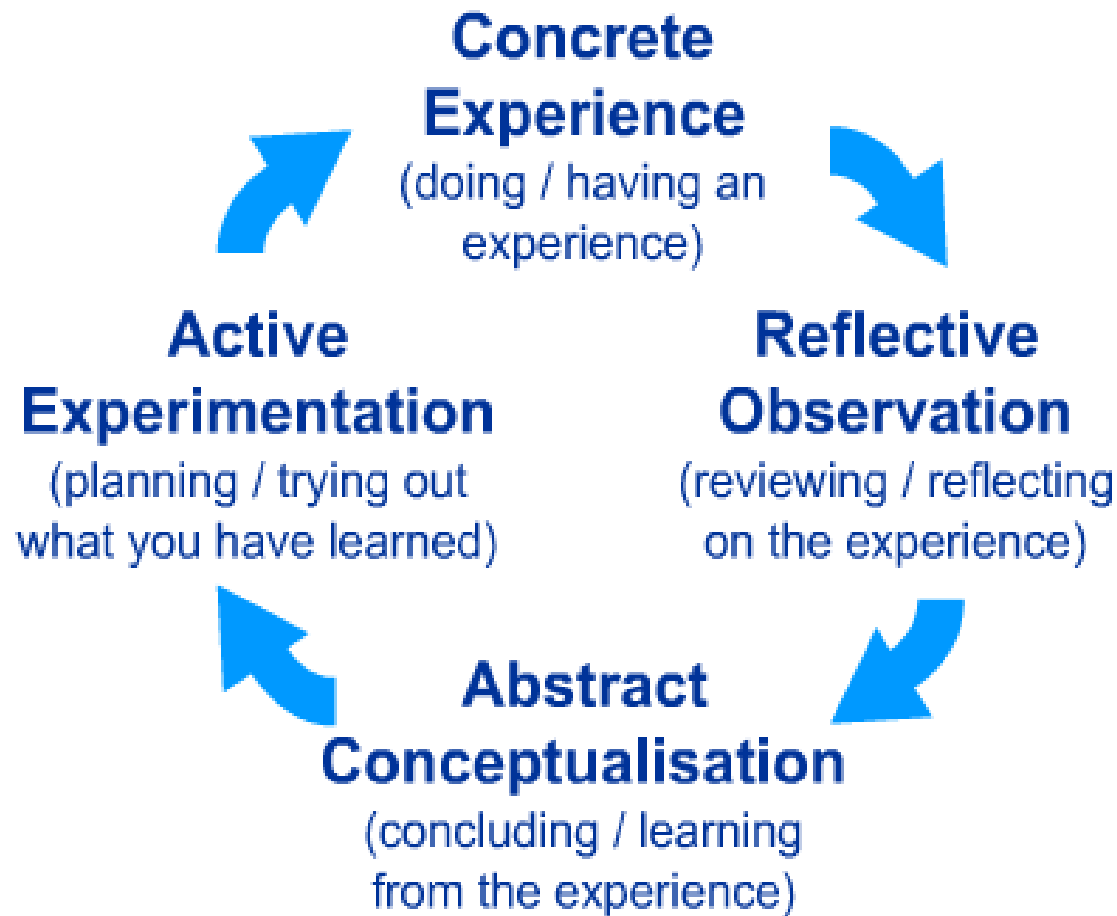 Concrete
Experience
(doing / having an
experience)
Reflective
Observation
(reviewing / reflecting
on the experience)
Abstract
Conceptualisation
(concluding / learning
from the experience)
Active
Experimentation
(planning / trying out
what you have learned)